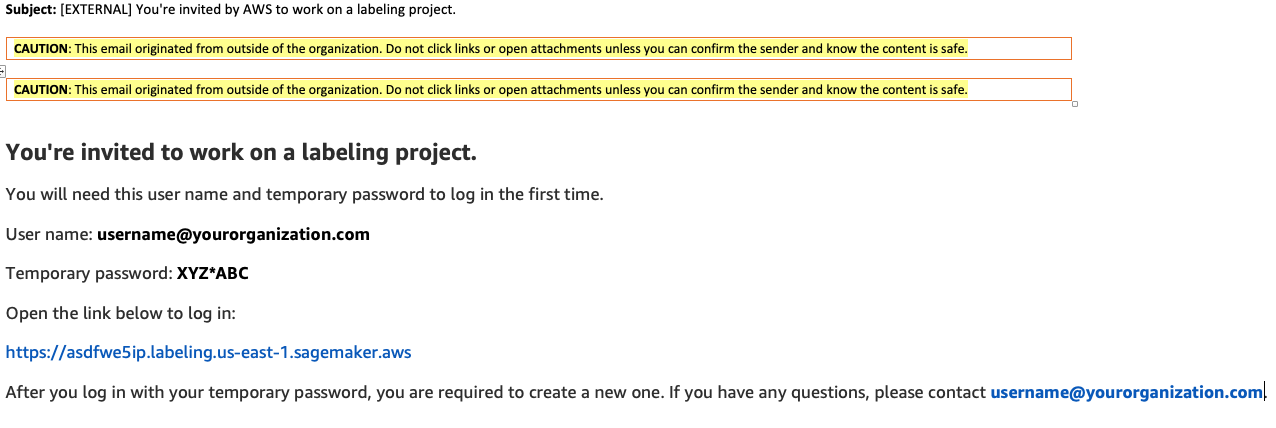 Subject: [EXTERNAL] You're invited by AWS to work on a labeling project.
CAUTION: This email originated from outside of the organization. Do not click links or open attachments unless you can confirm the sender and know the content is safe.
CAUTION: This email originated from outside of the organization. Do not click links or open attachments unless you can confirm the sender and know the content is safe.
You're invited to work on a labeling project.
You will need this user name and temporary password to log in the first time.
User name: username@yourorganization.com
Temporary password: XYZ*ABC
Open the link below to log in:
https://asdfwe5ip.labeling.us-east-1.sagemaker.aws
After you log in with your temporary password, you are required to create a new one. If you have any questions, please contact username@yourorganization.com.